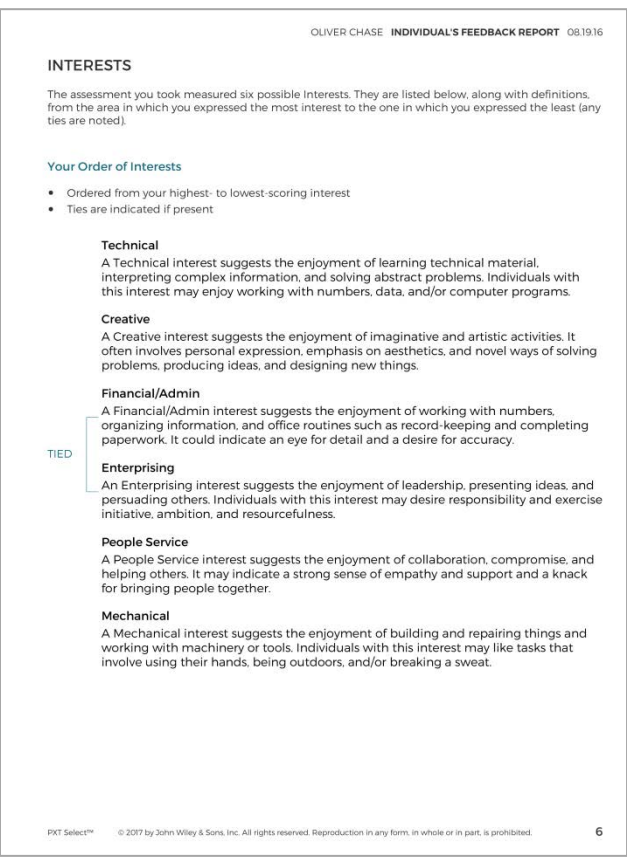 OLIVER CHASE INDIVIDUAL'S FEEDBACK REPORT 08.19.16
INTERESTS
The assessment you took measured six possible Interests. They are listed below, along with definitions,
from the area in which you expressed the most interest to the one in which you expressed the least (any
ties are noted).
Your Order of Interests
• Ordered from your highest- to lowest-scoring interest
• Ties are indicated if present
Technical
A Technical interest suggests the enjoyment of learning technical material,
interpreting complex information, and solving abstract problems. Individuals with
this interest may enjoy working with numbers, data, and/or computer programs.
Creative
A Creative interest suggests the enjoyment of imaginative and artistic activities. It
often involves personal expression, emphasis on aesthetics, and novel ways of solving
problems, producing ideas, and designing new things.
Financial/Admin
A Financial/Admin interest suggests the enjoyment of working with numbers,
organizing information, and office routines such as record-keeping and completing
paperwork. It could indicate an eye for detail and a desire for accuracy.
TIED
Enterprising
An Enterprising interest suggests the enjoyment of leadership, presenting ideas, and
persuading others. Individuals with this interest may desire responsibility and exercise
initiative, ambition, and resourcefulness.
People Service
A People Service interest suggests the enjoyment of collaboration, compromise, and
helping others. It may indicate a strong sense of empathy and support and a knack
for bringing people together.
Mechanical
A Mechanical interest suggests the enjoyment of building and repairing things and
working with machinery or tools. Individuals with this interest may like tasks that
involve using their hands, being outdoors, and/or breaking a sweat.
PXT Select™ © 2017 by John Wiley & Sons, Inc. All rights reserved. Reproduction in any form, in whole or in part, is prohibited. 6